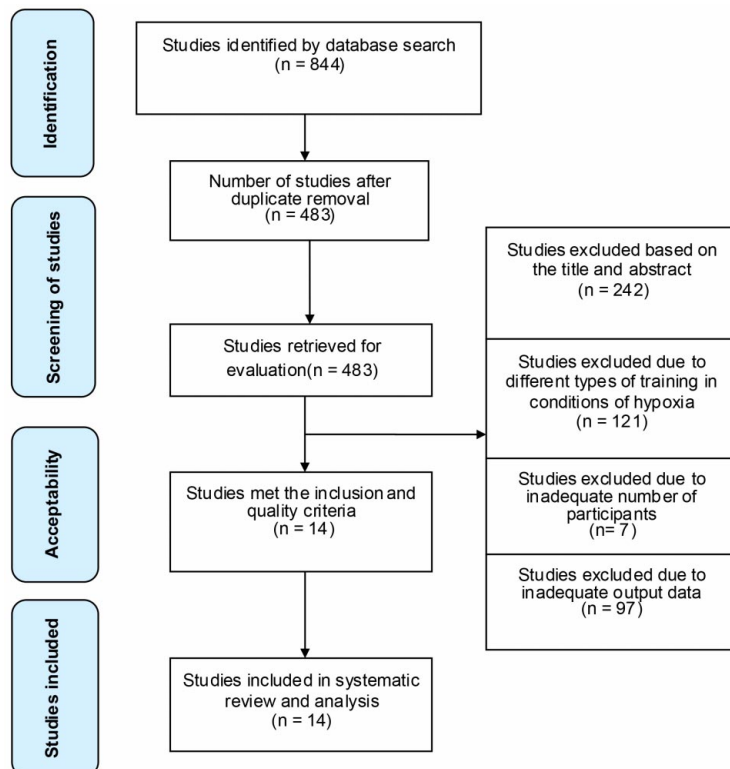 Identification
Studies identified by database search
(n = 844)
Number of studies after
duplicate removal
(n = 483)
Screening of studies
Studies retrieved for
evaluation(n = 483)
Studies excluded based on
the title and abstract
(n = 242)
Studies excluded due to
different types of training in
conditions of hypoxia
(n = 121)
Studies excluded due to
inadequate number of
participants
(n= 7)
Studies excluded due to
inadequate output data
(n = 97)
Acceptability
Studies met the inclusion and
quality criteria
(n = 14)
Studies included
Studies included in systematic
review and analysis
(n = 14)